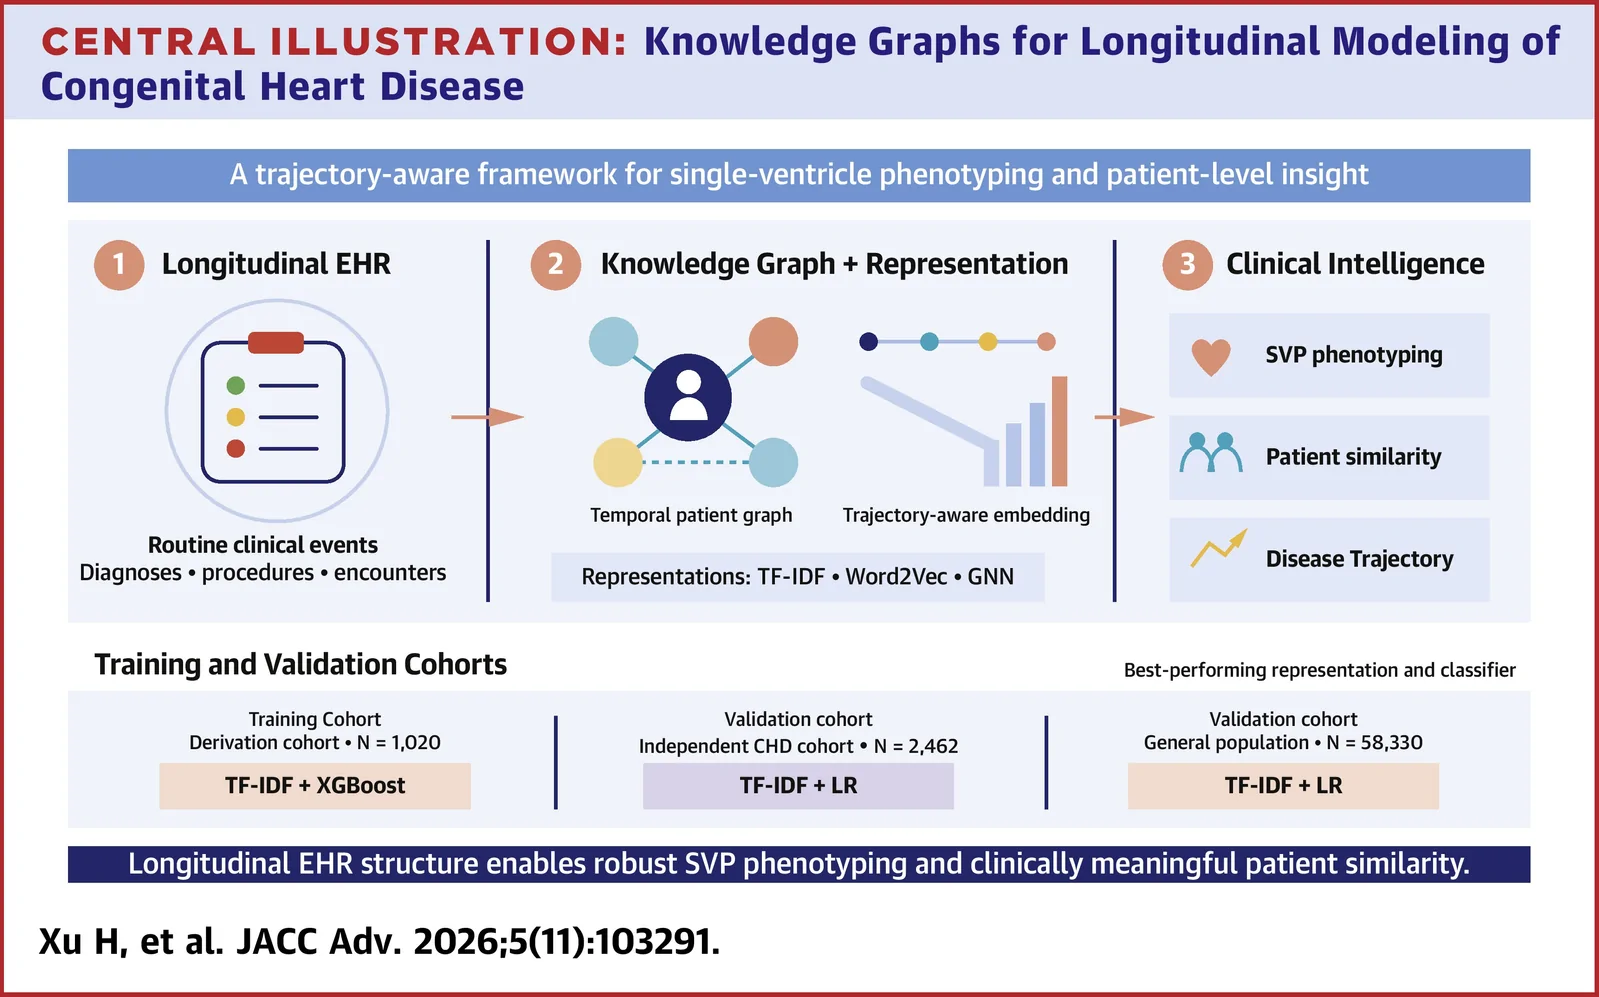 CENTRAL ILLUSTRATION: Knowledge Graphs for Longitudinal Modeling of
Congenital Heart Disease
A trajectory-aware framework for single-ventricle phenotyping and patient-level insight
1 Longitudinal EHR
Routine clinical events
Diagnoses • procedures • encounters
2 Knowledge Graph + Representation
Temporal patient graph
Trajectory-aware embedding
Representations: TF-IDF • Word2Vec • GNN
3 Clinical Intelligence
SVP phenotyping
Patient similarity
Disease Trajectory
Training and Validation Cohorts
Best-performing representation and classifier
Training Cohort
Derivation cohort • N = 1,020
TF-IDF + XGBoost
Validation cohort
Independent CHD cohort • N = 2,462
TF-IDF + LR
Validation cohort
General population • N = 58,330
TF-IDF + LR
Longitudinal EHR structure enables robust SVP phenotyping and clinically meaningful patient similarity.
Xu H, et al. JACC Adv. 2026;5(11):103291.